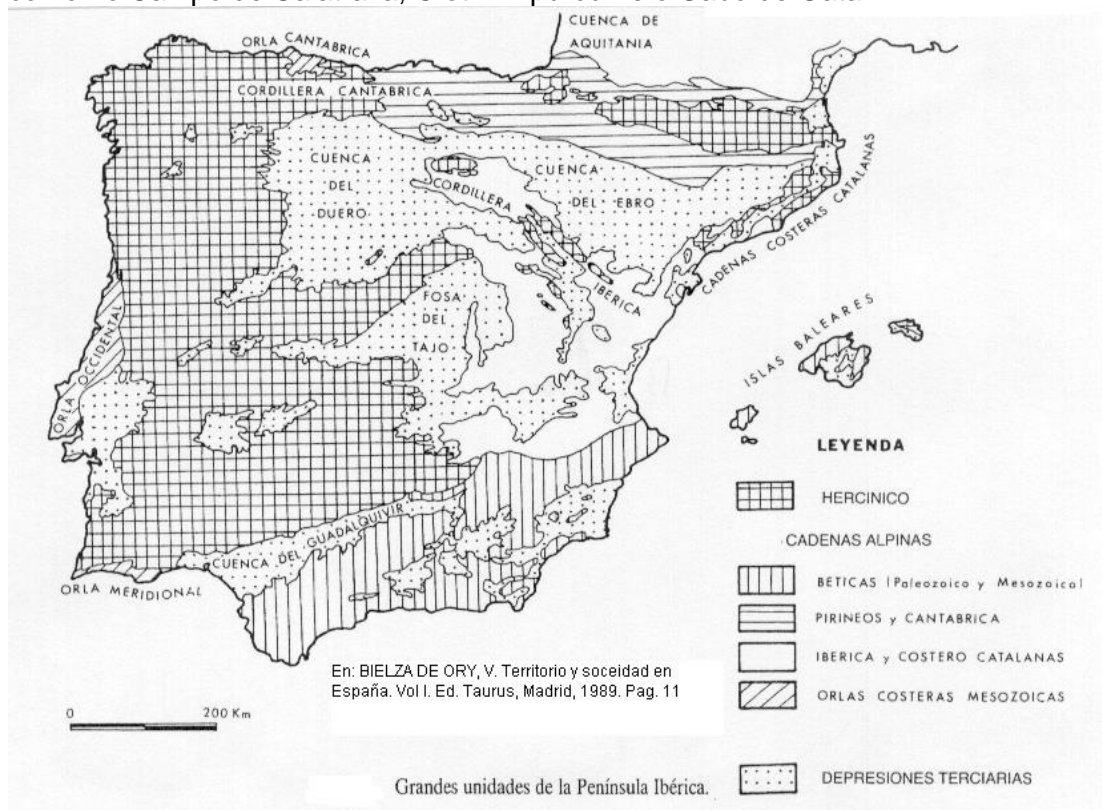 CUENCA DE
AQUITANIA
ORLA CANTABRICA
CORDILLERA CANTABRICA
CUENCA
DEL
DUERO
CORDILLERA
IBERICA
CUENCA
DEL EBRO
CADENAS COSTERAS CATALANAS
FOSA
DEL
TAJO
ORLA OCCIDENTAL
ISLAS BALEARES
CUENCA DEL GUADALQUIVIR
ORLA MERIDIONAL
LEYENDA
HERCINICO
CADENAS ALPINAS
BETICAS (Paleozoico y Mesozoico)
PIRINEOS y CANTABRICA
IBERICA y COSTERO CATALANAS
ORLAS COSTERAS MESOZOICAS
DEPRESIONES TERCIARIAS
En: BIELZA DE ORY, V. Territorio y soceidad en
España. Vol I. Ed. Taurus, Madrid, 1989. Pag. 11
0 200 Km
Grandes unidades de la Península Ibérica.